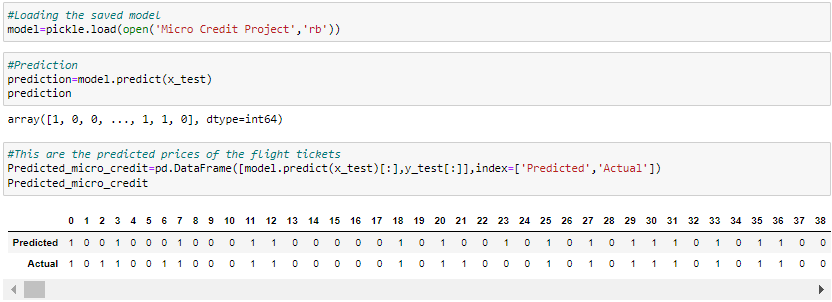 #Loading the saved model
model=pickle.load(open('Micro Credit Project','rb'))
#Prediction
prediction=model.predict(x_test)
prediction
array([1, 0, 0, ..., 1, 1, 0], dtype=int64)
#This are the predicted prices of the flight tickets
Predicted_micro_credit=pd.DataFrame([model.predict(x_test)[:],y_test[:]],index=['Predicted','Actual'])
Predicted_micro_credit
0 1 2 3 4 5 6 7 8 9 10 11 12 13 14 15 16 17 18 19 20 21 22 23 24 25 26 27 28 29 30 31 32 33 34 35 36 37 38
Predicted 1 0 0 1 0 0 0 1 0 0 0 1 1 0 0 0 0 0 1 0 1 0 0 1 0 1 0 1 0 1 1 1 0 1 0 1 1 0 0
Actual 1 0 1 1 0 0 1 1 0 0 0 1 1 0 0 0 0 0 1 0 1 1 0 0 0 1 0 1 0 1 1 1 0 1 0 1 1 0 0